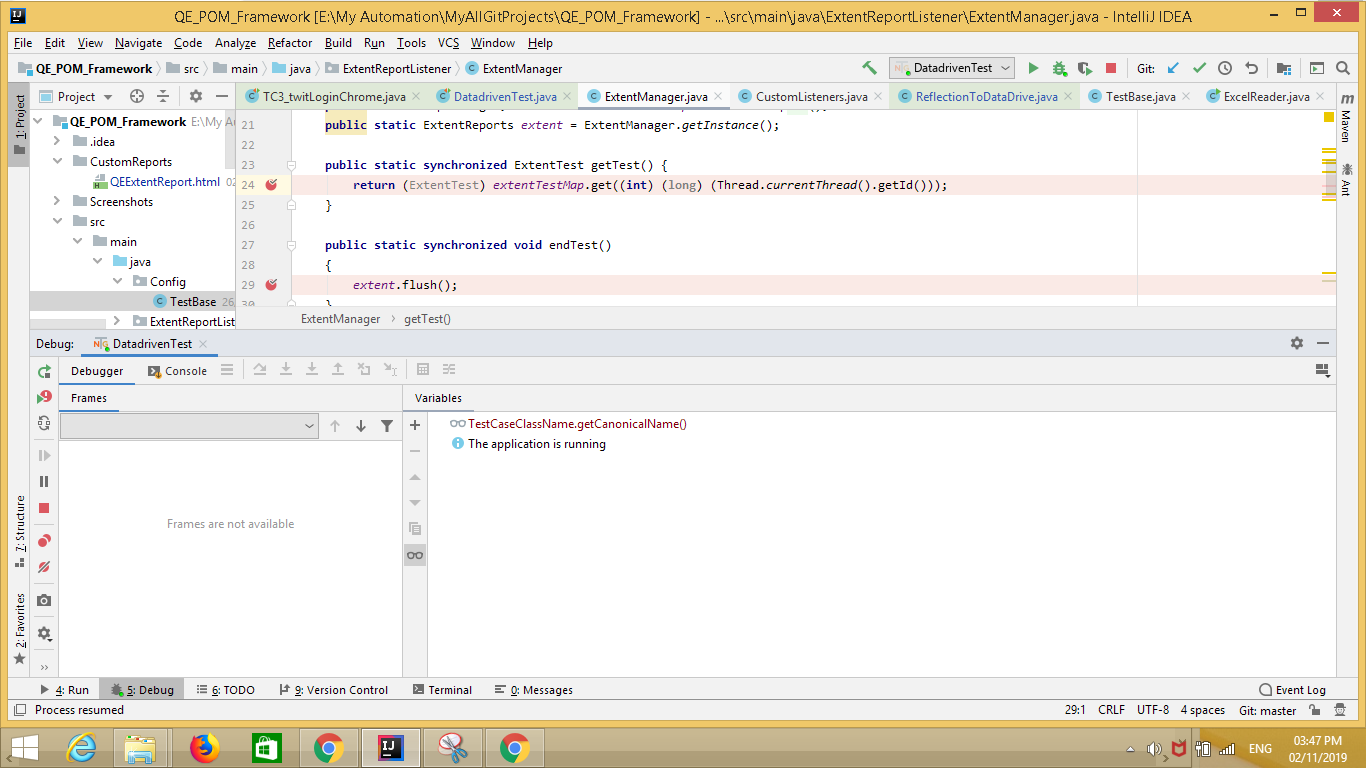 QE_POM_Framework [E:\My Automation\MyAllGitProjects\QE_POM_Framework] - ...\src\main\java\ExtentReportListener\ExtentManager.java - IntelliJ IDEA
File Edit View Navigate Code Analyze Refactor Build Run Tools VCS Window Help
QE_POM_Framework src main java ExtentReportListener ExtentManager DatadrivenTest Git:
1: Project
Project
TC3_twitLoginChrome.java DatadrivenTest.java ExtentManager.java CustomListeners.java ReflectionToDataDrive.java TestBase.java ExcelReader.java
QE_POM_Framework E:\My A
.idea
CustomReports
QEExtentReport.html 02
Screenshots
src
main
java
Config
TestBase 26
ExtentReportList
21 public static ExtentReports extent = ExtentManager.getInstance();
22
23 public static synchronized ExtentTest getTest() {
24 return (ExtentTest) extentTestMap.get((int) (long) (Thread.currentThread().getId()));
25 }
26
27 public static synchronized void endTest()
28 {
29 extent.flush();
30 }
ExtentManager getTest()
Maven
Ant
Debug: DatadrivenTest
Debugger Console
Frames
Variables
TestCaseClassName.getCanonicalName()
The application is running
Frames are not available
7: Structure
2: Favorites
4: Run 5: Debug 6: TODO 9: Version Control Terminal 0: Messages Event Log
Process resumed 29:1 CRLF UTF-8 4 spaces Git: master
ENG
03:47 PM
02/11/2019